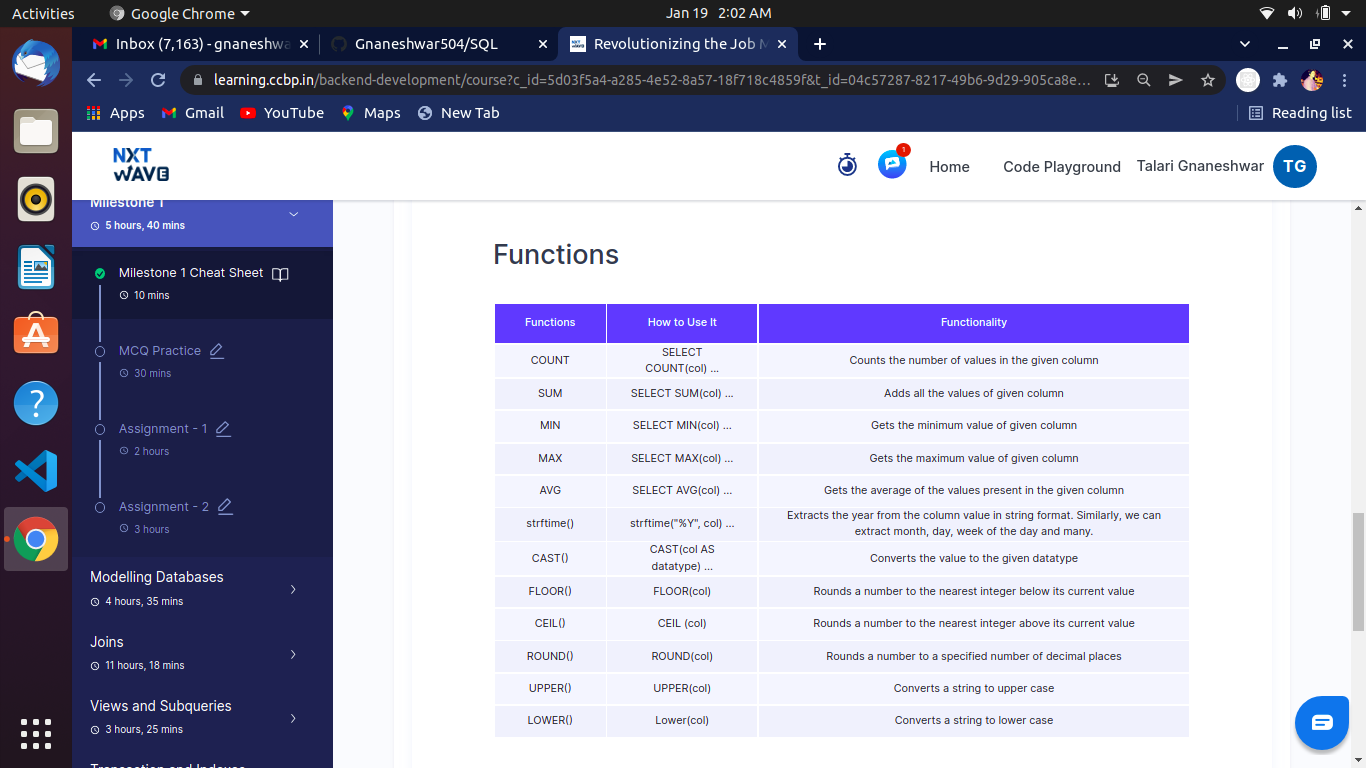 Activities
Google Chrome
Jan 19 2:02 AM
Inbox (7,163) - gnaneshwa
Gnaneshwar504/SQL
Revolutionizing the Job M
learning.ccbp.in/backend-development/course?c_id=5d03f5a4-a285-4e52-8a57-18f718c4859f&t_id=04c57287-8217-49b6-9d29-905ca8e...
Apps
Gmail
YouTube
Maps
New Tab
Reading list
NXT
WAVE
1
Home
Code Playground
Talari Gnaneshwar
TG
Milestone 1
5 hours, 40 mins
Milestone 1 Cheat Sheet
10 mins
MCQ Practice
30 mins
Assignment - 1
2 hours
Assignment - 2
3 hours
Modelling Databases
4 hours, 35 mins
Joins
11 hours, 18 mins
Views and Subqueries
3 hours, 25 mins
Transaction and Indexes
Functions
Functions How to Use It Functionality
COUNT SELECT COUNT(col) ... Counts the number of values in the given column
SUM SELECT SUM(col) ... Adds all the values of given column
MIN SELECT MIN(col) ... Gets the minimum value of given column
MAX SELECT MAX(col) ... Gets the maximum value of given column
AVG SELECT AVG(col) ... Gets the average of the values present in the given column
strftime() strftime("%Y", col) ... Extracts the year from the column value in string format. Similarly, we can
extract month, day, week of the day and many.
CAST() CAST(col AS datatype) ... Converts the value to the given datatype
FLOOR() FLOOR(col) Rounds a number to the nearest integer below its current value
CEIL() CEIL (col) Rounds a number to the nearest integer above its current value
ROUND() ROUND(col) Rounds a number to a specified number of decimal places
UPPER() UPPER(col) Converts a string to upper case
LOWER() Lower(col) Converts a string to lower case